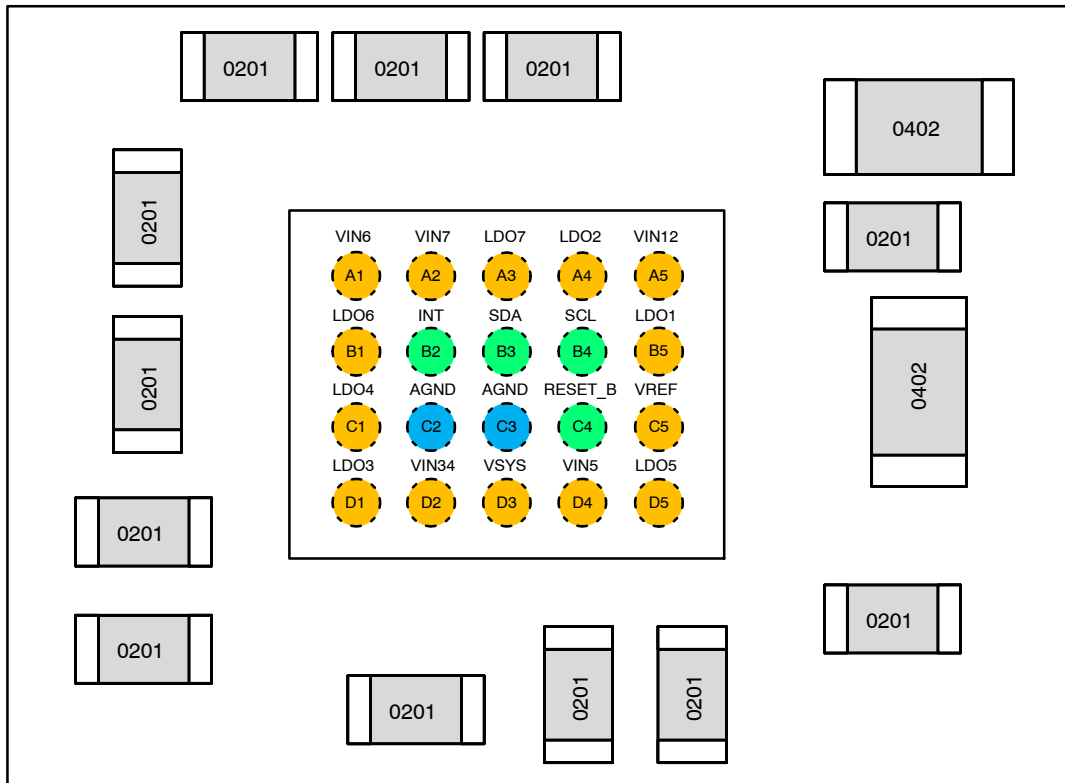 0201 0201 0201
0402
0201
0201
VIN6 VIN7 LDO7 LDO2 VIN12
A1 A2 A3 A4 A5
LDO6 INT SDA SCL LDO1
B1 B2 B3 B4 B5
0201
0402
LDO4 AGND AGND RESET_B VREF
C1 C2 C3 C4 C5
LDO3 VIN34 VSYS VIN5 LDO5
D1 D2 D3 D4 D5
0201
0201
0201
0201
0201
0201